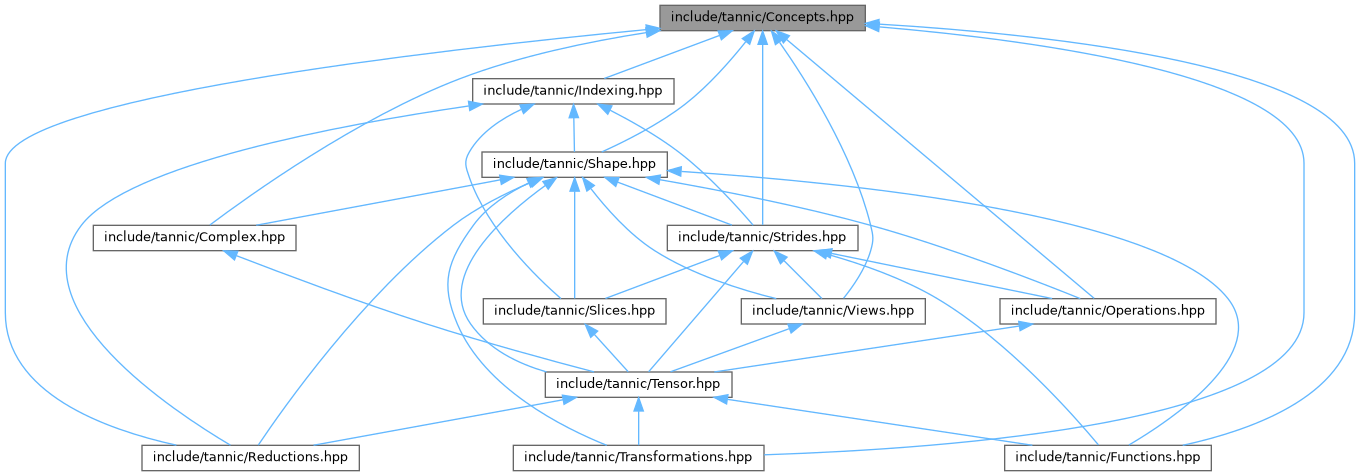 include/tannic/Concepts.hpp
include/tannic/Indexing.hpp
include/tannic/Shape.hpp
include/tannic/Complex.hpp
include/tannic/Strides.hpp
include/tannic/Slices.hpp
include/tannic/Views.hpp
include/tannic/Operations.hpp
include/tannic/Tensor.hpp
include/tannic/Reductions.hpp
include/tannic/Transformations.hpp
include/tannic/Functions.hpp